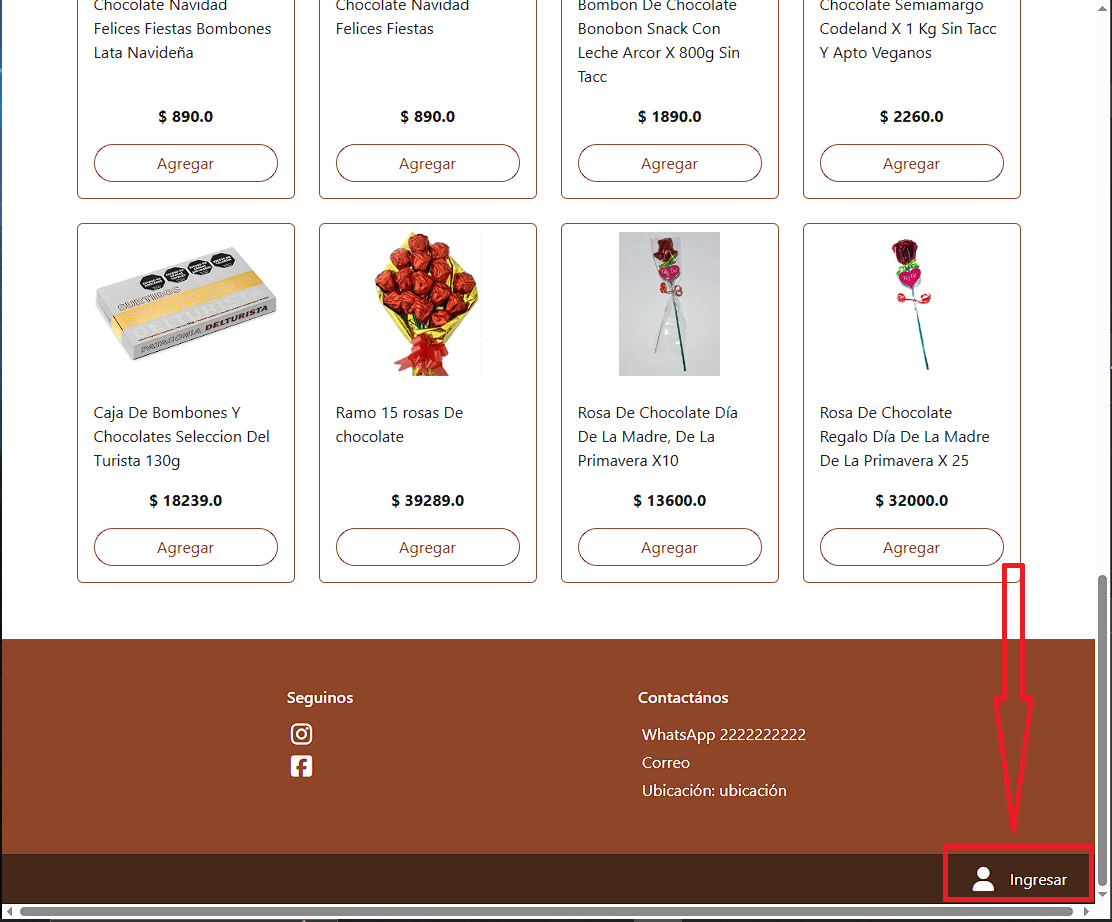 Chocolate Navidad
Felices Fiestas Bombones
Lata Navideña
$ 890.0
Agregar
Chocolate Navidad
Felices Fiestas
$ 890.0
Agregar
Bombon De Chocolate
Bonobon Snack Con
Leche Arcor X 800g Sin
Tacc
$ 1890.0
Agregar
Chocolate Semiamargo
Codeland X 1 Kg Sin Tacc
Y Apto Veganos
$ 2260.0
Agregar
SURTIDOS
DELTURISTA
PATAGONIA DELTURISTA
Caja De Bombones Y
Chocolates Seleccion Del
Turista 130g
$ 18239.0
Agregar
Ramo 15 rosas De
chocolate
$ 39289.0
Agregar
Rosa De Chocolate Día
De La Madre, De La
Primavera X10
$ 13600.0
Agregar
Rosa De Chocolate
Regalo Día De La Madre
De La Primavera X 25
$ 32000.0
Agregar
Seguinos
Contactános
WhatsApp 2222222222
Correo
Ubicación: ubicación
Ingresar